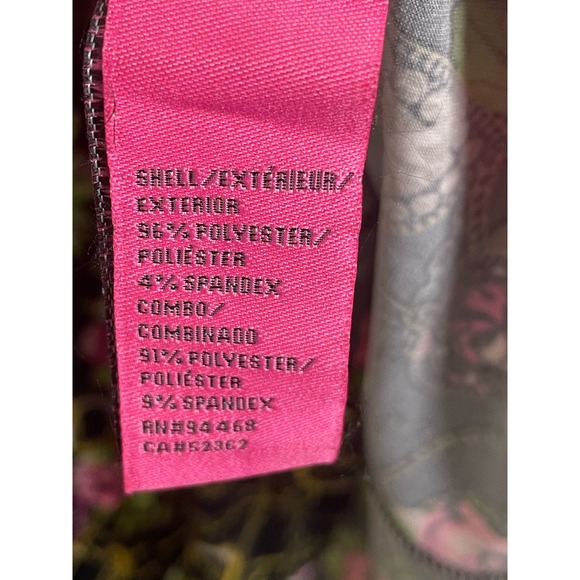 SHELL/EXTÉRIEUR/
EXTERIOR
96% POLYESTER/
POLIÉSTER
4% SPANDEX
COMBO/
COMBINADO
91% POLYESTER/
POLIÉSTER
9% SPANDEX
RN#94468
CA#52362